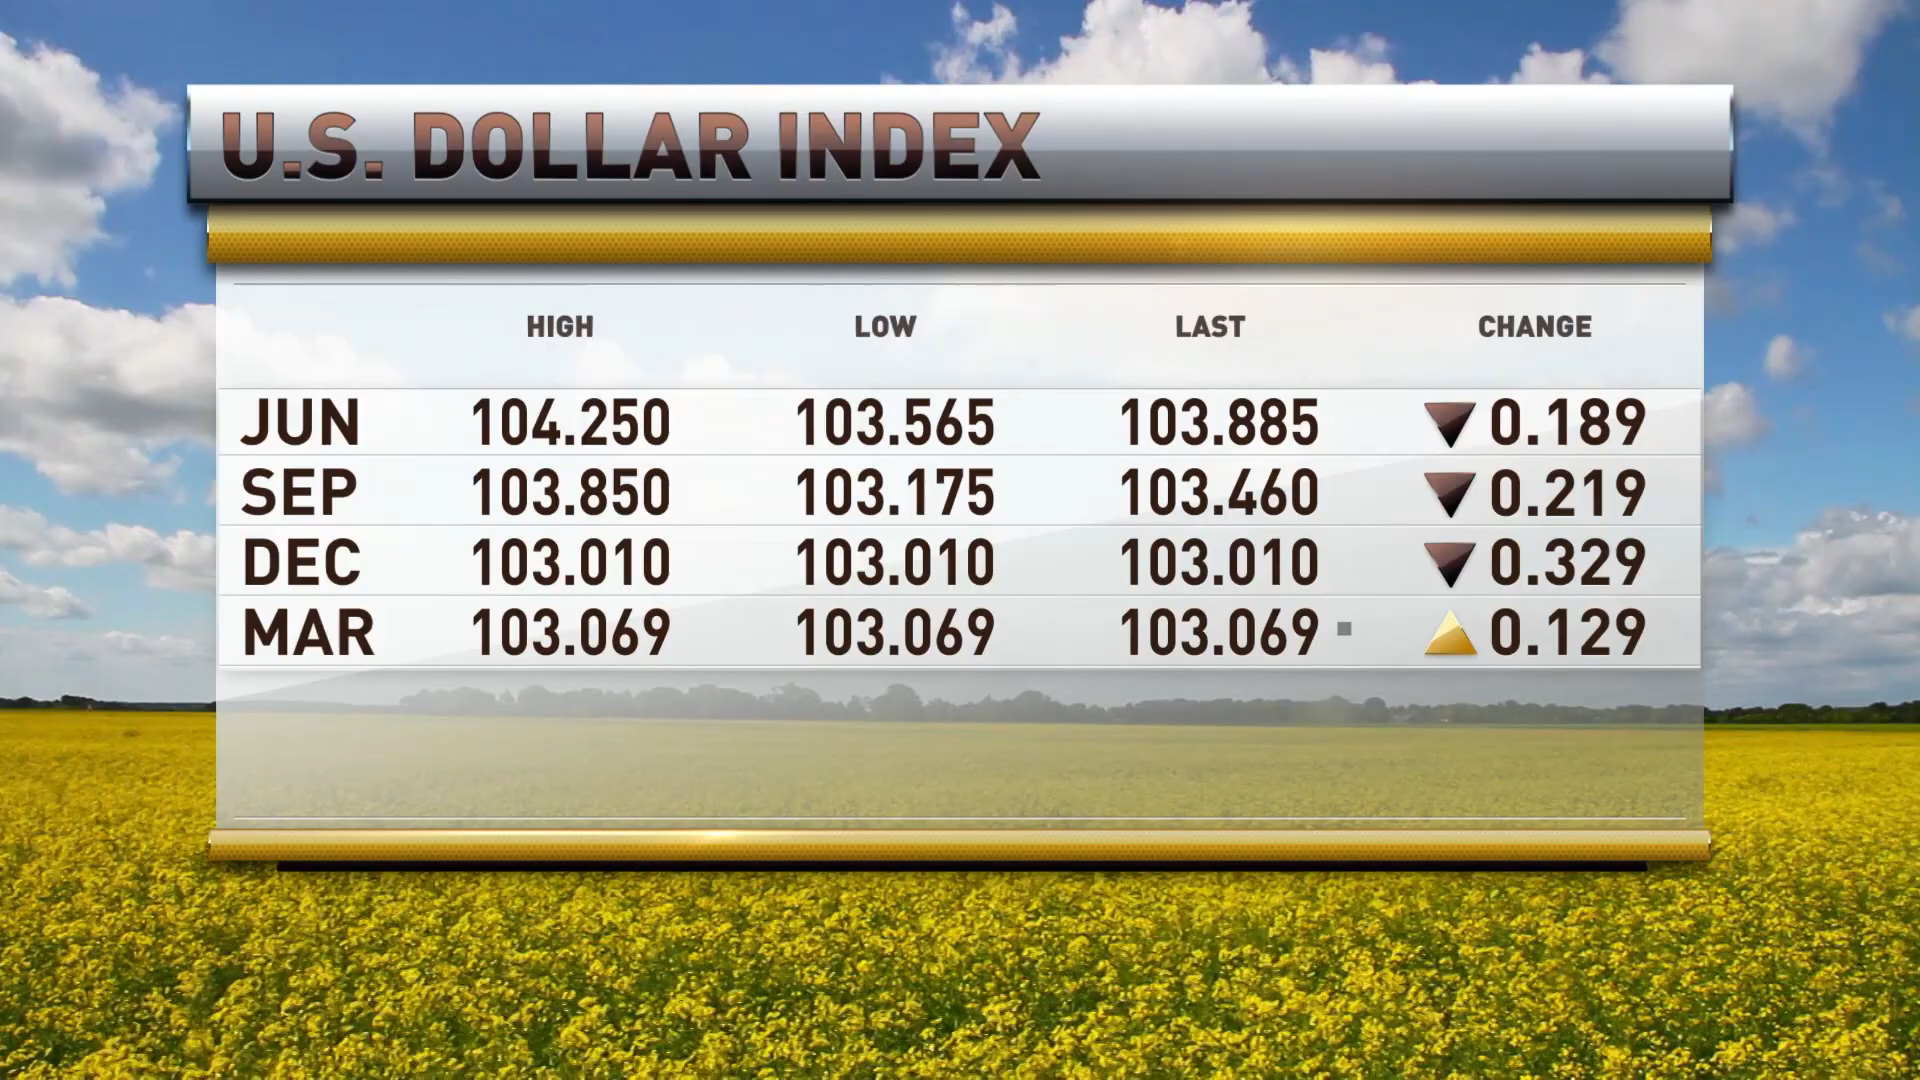 U.S. DOLLAR INDEX
HIGH LOW LAST CHANGE
JUN 104.250 103.565 103.885 ▼ 0.189
SEP 103.850 103.175 103.460 ▼ 0.219
DEC 103.010 103.010 103.010 ▼ 0.329
MAR 103.069 103.069 103.069 ▪ ▲ 0.129